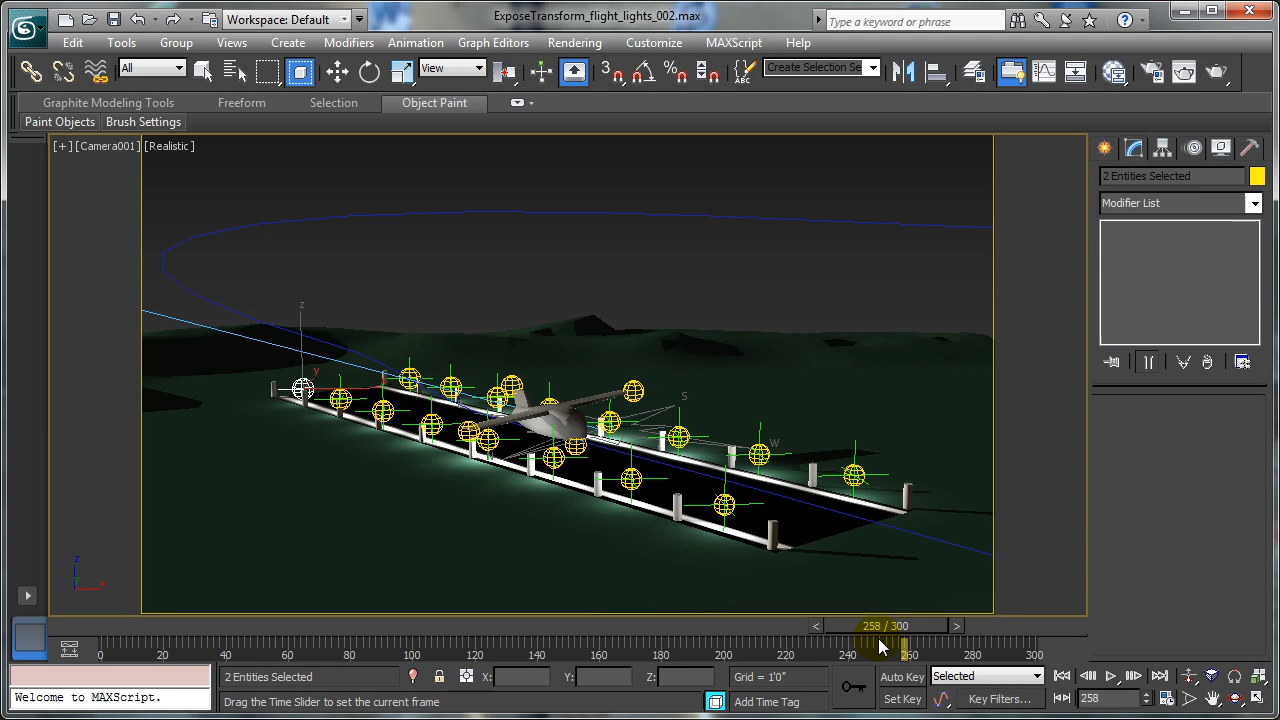 Workspace: Default
ExposeTransform_flight_lights_002.max
Type a keyword or phrase
Edit Tools Group Views Create Modifiers Animation Graph Editors Rendering Customize MAXScript Help
All
View
3
ABC
Create Selection Se
Graphite Modeling Tools Freeform Selection Object Paint
Paint Objects Brush Settings
[+] [Camera001] [Realistic]
2 Entities Selected
Modifier List
z
y
S
W
z
x
y
< 258 / 300 >
0 20 40 60 80 100 120 140 160 180 200 220 240 260 280 300
2 Entities Selected X: Y: Z: Grid = 1'0" Auto Key Selected
Welcome to MAXScript. Drag the Time Slider to set the current frame Add Time Tag Set Key Key Filters... 258